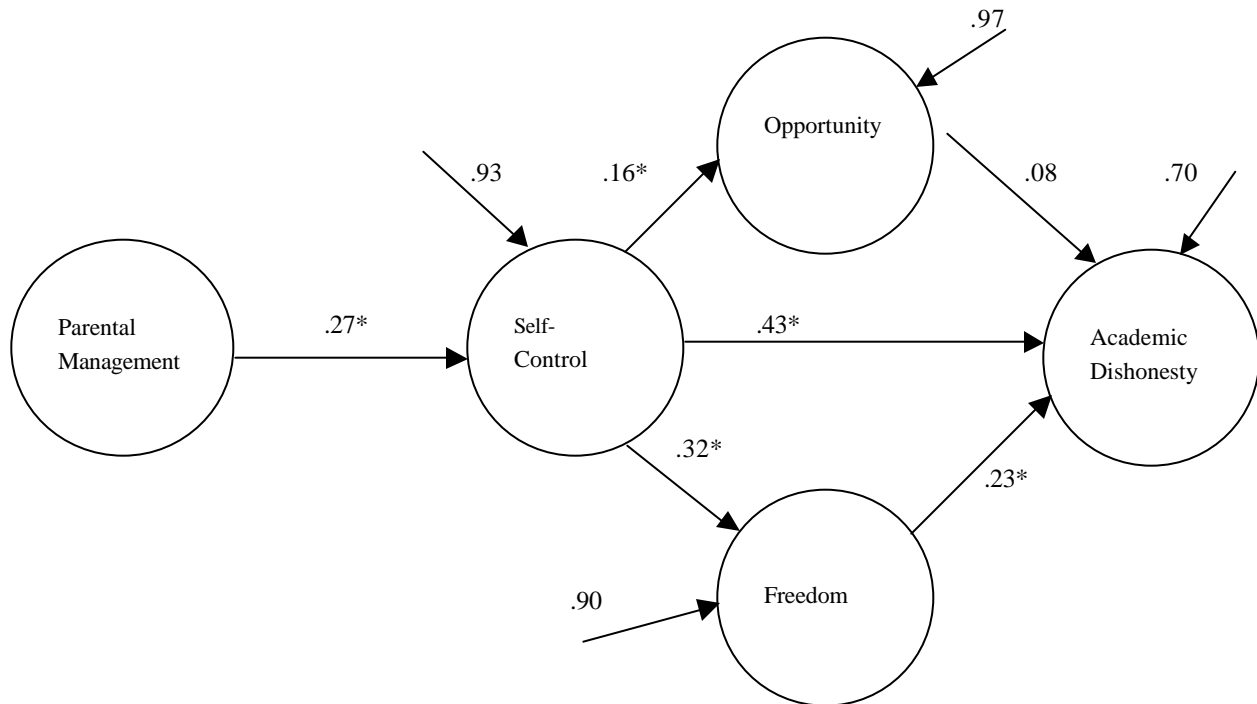 .97
Opportunity
.93
.16*
.08
.70
Parental
Management
.27*
Self-
Control
.43*
Academic
Dishonesty
.32*
.23*
.90
Freedom